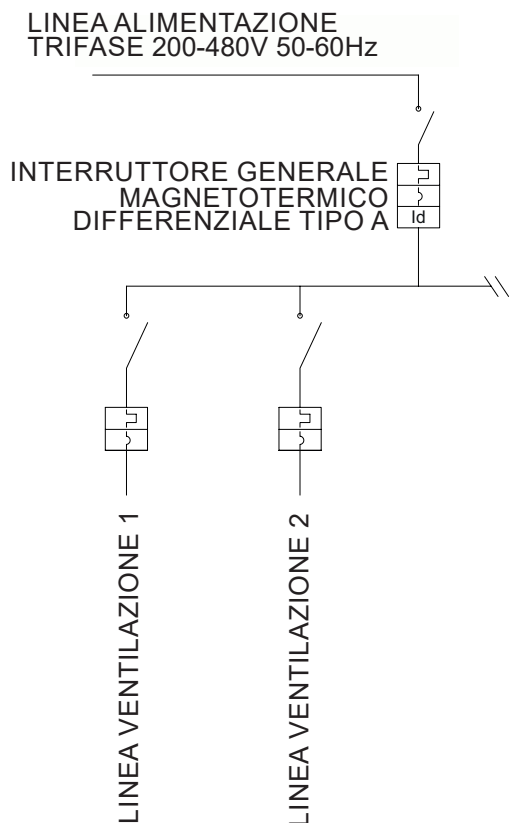 LINEA ALIMENTAZIONE
TRIFASE 200-480V 50-60Hz
INTERRUTTORE GENERALE
MAGNETOTERMICO
DIFFERENZIALE TIPO A
Id
LINEA VENTILAZIONE 1
LINEA VENTILAZIONE 2